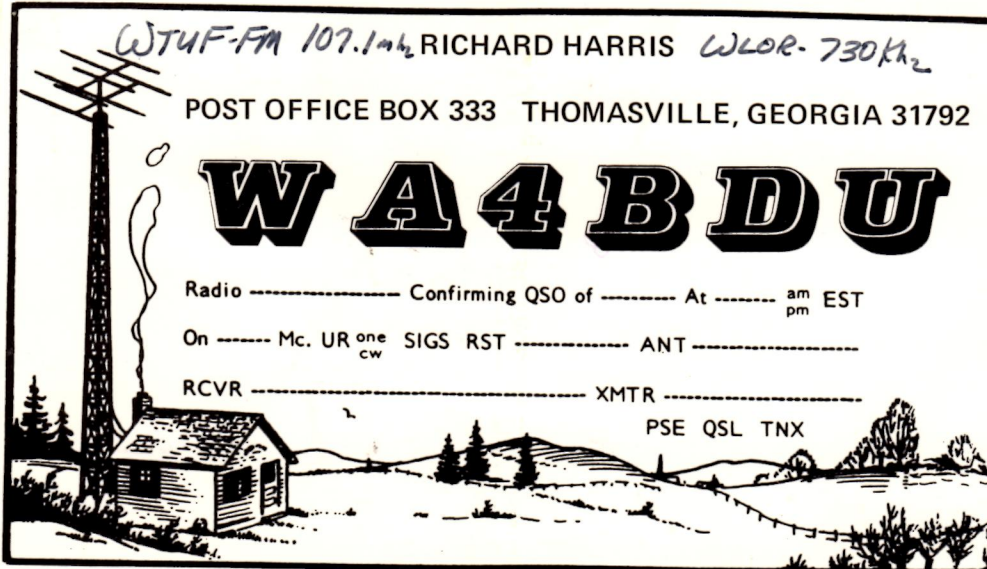 WTUF-FM 107.1mhz RICHARD HARRIS WLOR- 730Khz
POST OFFICE BOX 333 THOMASVILLE, GEORGIA 31792
WA4BDU
Radio ---------------- Confirming QSO of --------- At -------- am pm EST
On ------- Mc. UR one cw SIGS RST ------------- ANT-------------------
RCVR ----------------------------------- XMTR ----------------------
PSE QSL TNX